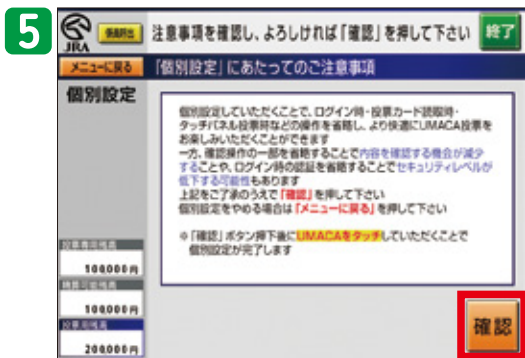 5
JRA
注意事項を確認し、よろしければ「確認」を押して下さい
終了
メニューに戻る
「個別設定」にあたってのご注意事項
個別設定
個別設定していただくことで、ログイン時・投票カード読取時・
タッチパネル投票時などの操作を省略し、より快適にUMACA投票を
お楽しみいただくことができます
一方、確認操作の一部を省略することで内容を確認する機会が減少
することや、ログイン時の認証を省略することでセキュリティレベルが
低下する可能性もあります
上記をご了承のうえで「確認」を押して下さい
個別設定をやめる場合は「メニューに戻る」を押して下さい
※「確認」ボタン押下後にUMACAをタッチしていただくことで
個別設定が完了します
100,000円
100,000円
200,000円
確認